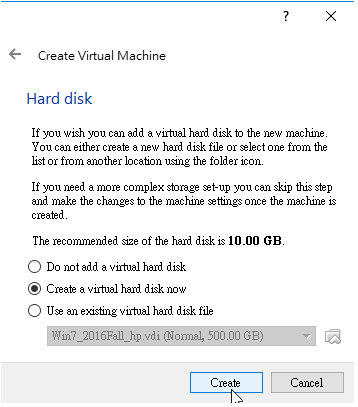 ?
Create Virtual Machine
Hard disk
If you wish you can add a virtual hard disk to the new machine.
You can either create a new hard disk file or select one from the
list or from another location using the folder icon.
If you need a more complex storage set-up you can skip this step
and make the changes to the machine settings once the machine is
created.
The recommended size of the hard disk is 10.00 GB.
Do not add a virtual hard disk
Create a virtual hard disk now
Use an existing virtual hard disk file
Win7_2016Fall_hp.vdi (Normal, 500.00 GB)
Create Cancel